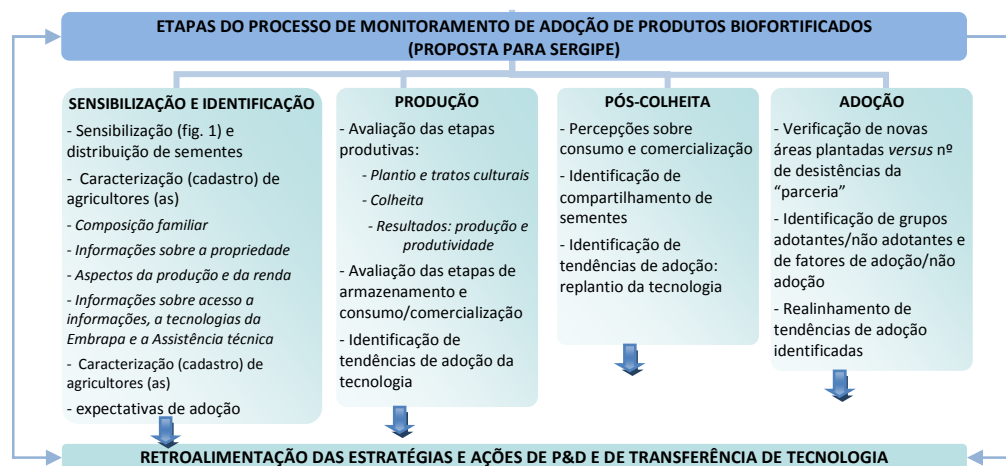 ETAPAS DO PROCESSO DE MONITORAMENTO DE ADOÇÃO DE PRODUTOS BIOFORTIFICADOS
(PROPOSTA PARA SERGIPE)
SENSIBILIZAÇÃO E IDENTIFICAÇÃO
- Sensibilização (fig. 1) e
distribuição de sementes
- Caracterização (cadastro) de
agricultores (as)
- Composição familiar
- Informações sobre a propriedade
- Aspectos da produção e da renda
- Informações sobre acesso a
informações, a tecnologias da
Embrapa e a Assistência técnica
- Caracterização (cadastro) de
agricultores (as)
- expectativas de adoção
PRODUÇÃO
- Avaliação das etapas
produtivas:
- Plantio e tratos culturais
- Colheita
- Resultados: produção e
produtividade
- Avaliação das etapas de
armazenamento e
consumo/comercialização
- Identificação de
tendências de adoção da
tecnologia
PÓS-COLHEITA
- Percepções sobre
consumo e comercialização
- Identificação de
compartilhamento de
sementes
- Identificação de
tendências de adoção:
replantio da tecnologia
ADOÇÃO
- Verificação de novas
áreas plantadas versus nº
de desistências da
“parceria”
- Identificação de grupos
adotantes/não adotantes e
de fatores de adoção/não
adoção
- Realinhamento de
tendências de adoção
identificadas
RETROALIMENTAÇÃO DAS ESTRATÉGIAS E AÇÕES DE P&D E DE TRANSFERÊNCIA DE TECNOLOGIA